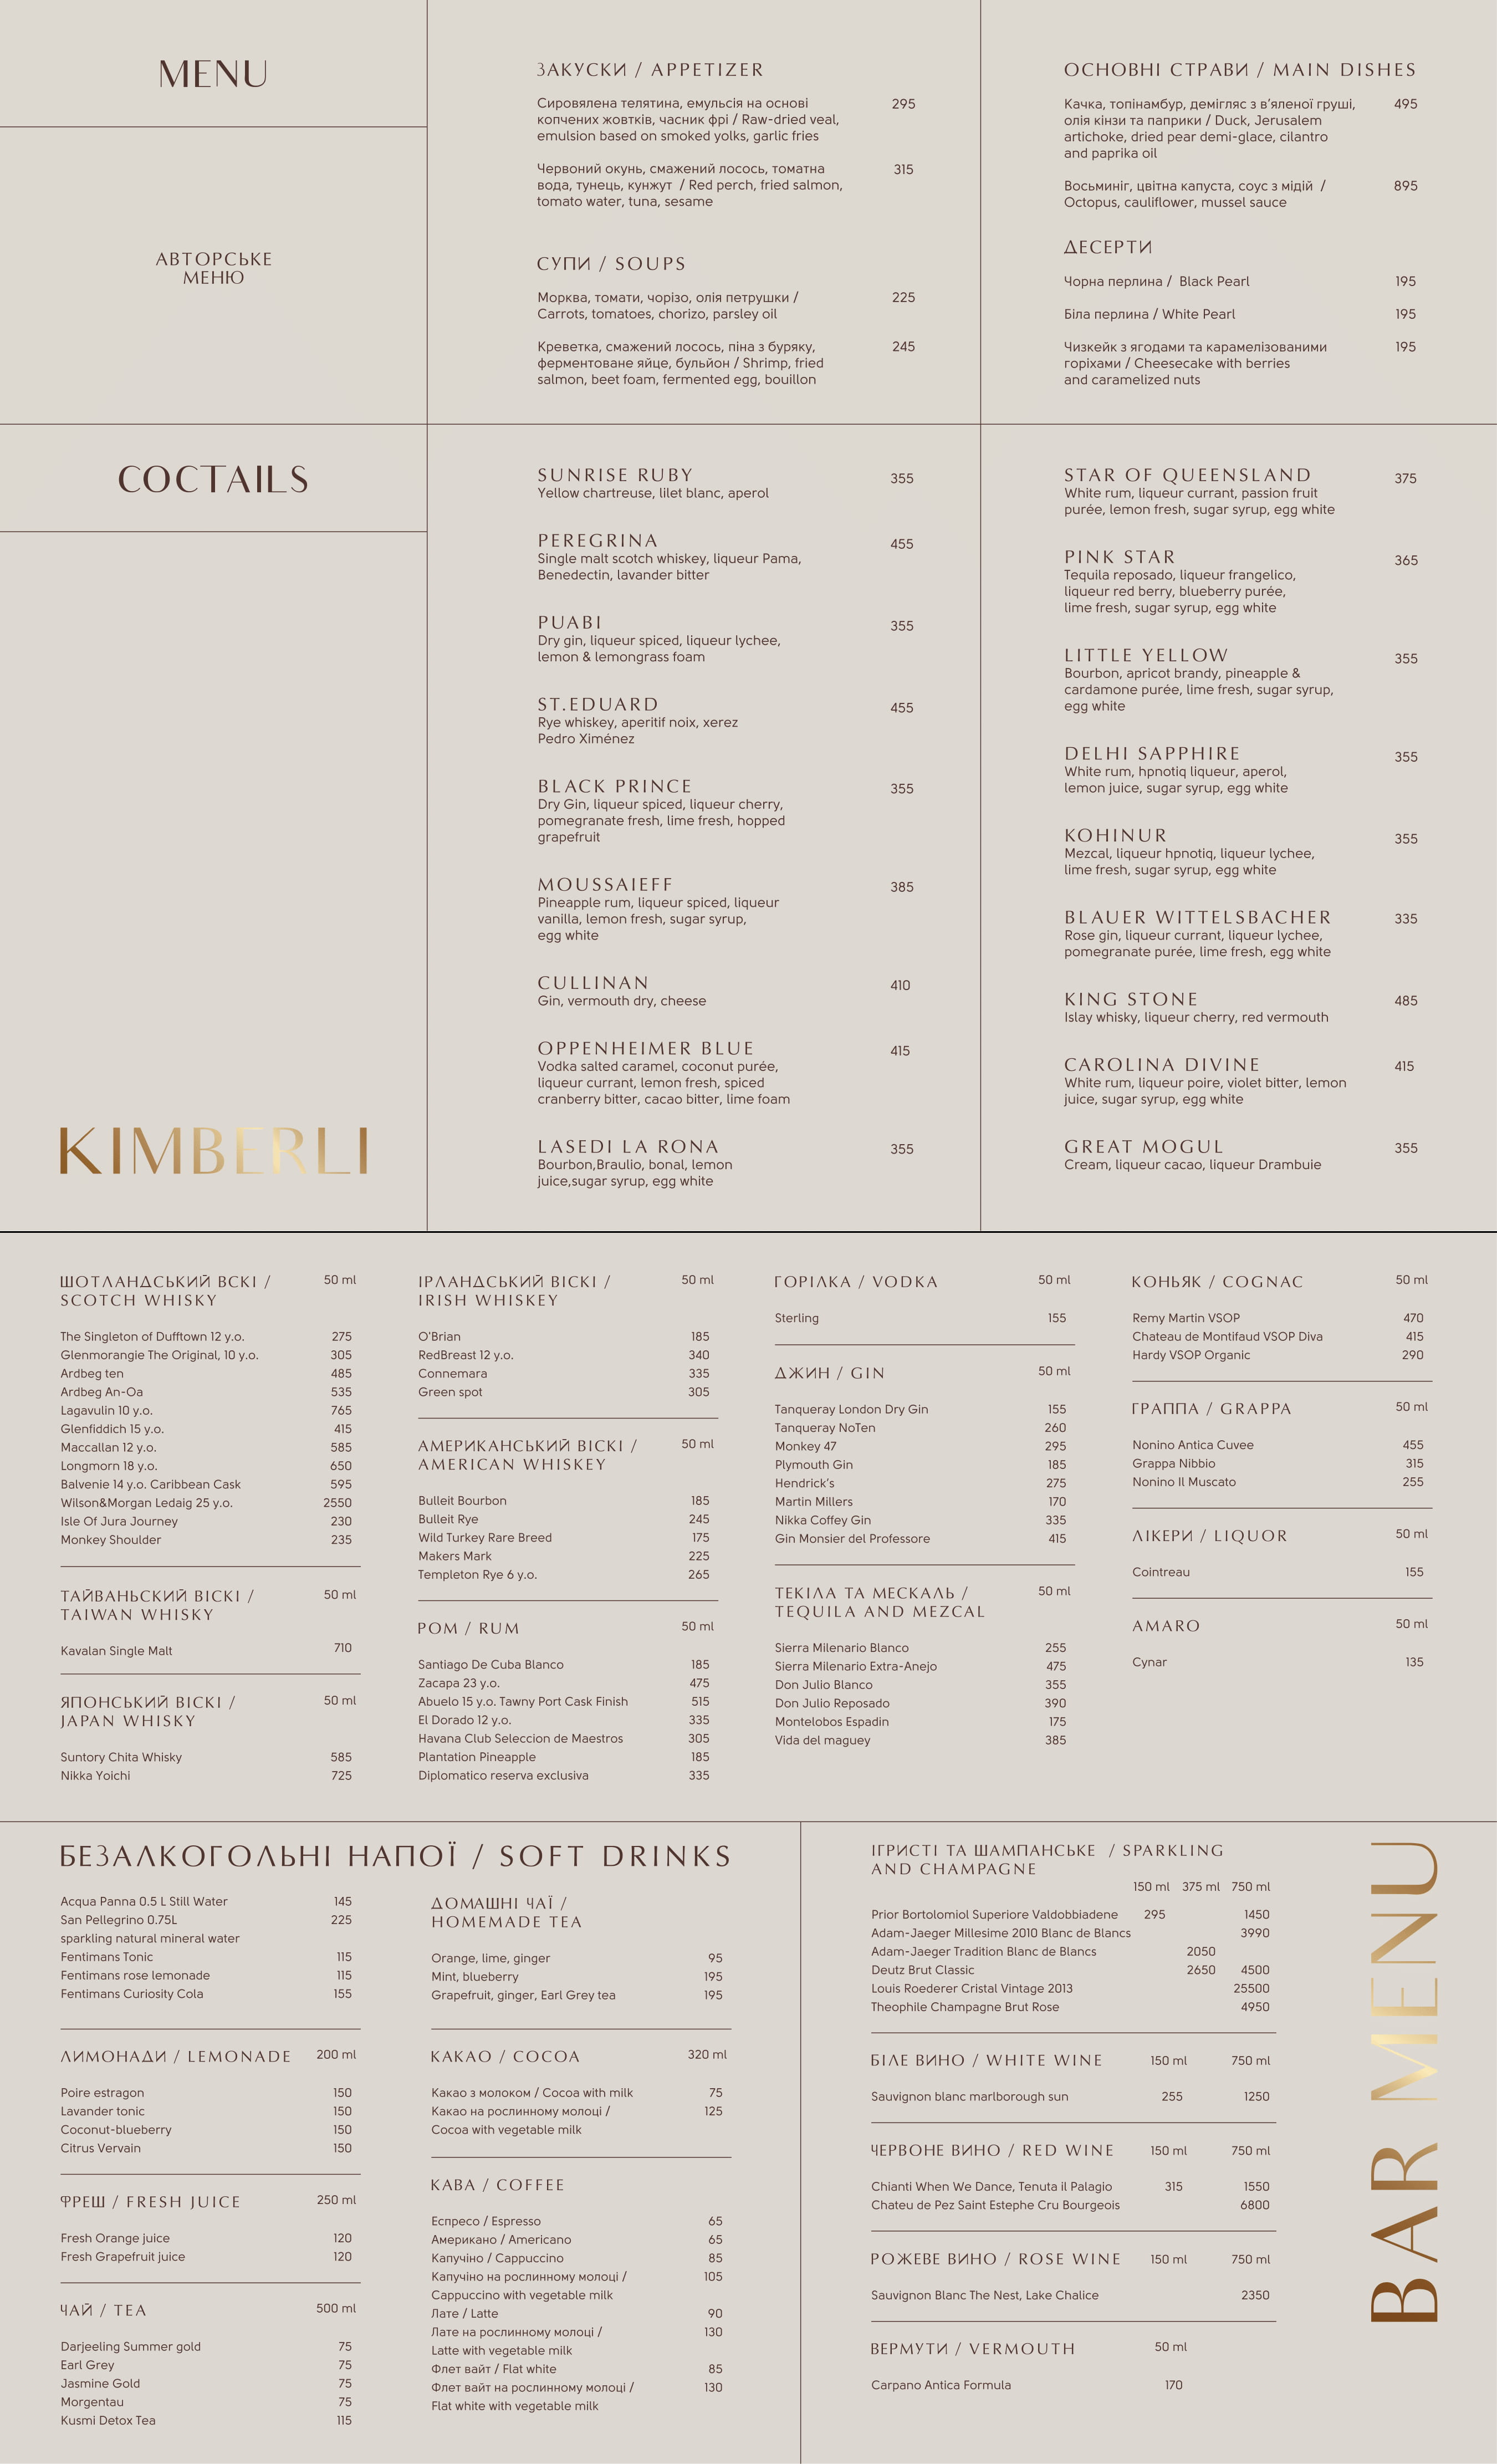 MENU
АВТОРСЬКЕ
МЕНЮ
ЗАКУСКИ / APPETIZER
Сировялена телятина, емульсія на основі 295
копчених жовтків, часник фрі / Raw-dried veal,
emulsion based on smoked yolks, garlic fries
Червоний окунь, смажений лосось, томатна 315
вода, тунець, кунжут / Red perch, fried salmon,
tomato water, tuna, sesame
СУПИ / SOUPS
Морква, томати, чорізо, олія петрушки / 225
Carrots, tomatoes, chorizo, parsley oil
Креветка, смажений лосось, піна з буряку, 245
ферментоване яйце, бульйон / Shrimp, fried
salmon, beet foam, fermented egg, bouillon
ОСНОВНІ СТРАВИ / MAIN DISHES
Качка, топінамбур, демігляс з в’яленої груші, 495
олія кінзи та паприки / Duck, Jerusalem
artichoke, dried pear demi-glace, cilantro
and paprika oil
Восьминіг, цвітна капуста, соус з мідій / 895
Octopus, cauliflower, mussel sauce
ДЕСЕРТИ
Чорна перлина / Black Pearl 195
Біла перлина / White Pearl 195
Чизкейк з ягодами та карамелізованими 195
горіхами / Cheesecake with berries
and caramelized nuts
COCTAILS
KIMBERLI
SUNRISE RUBY 355
Yellow chartreuse, lilet blanc, aperol
PEREGRINA 455
Single malt scotch whiskey, liqueur Pama,
Benedectin, lavander bitter
PUABI 355
Dry gin, liqueur spiced, liqueur lychee,
lemon & lemongrass foam
ST.EDUARD 455
Rye whiskey, aperitif noix, xerez
Pedro Ximénez
BLACK PRINCE 355
Dry Gin, liqueur spiced, liqueur cherry,
pomegranate fresh, lime fresh, hopped
grapefruit
MOUSSAIEFF 385
Pineapple rum, liqueur spiced, liqueur
vanilla, lemon fresh, sugar syrup,
egg white
CULLINAN 410
Gin, vermouth dry, cheese
OPPENHEIMER BLUE 415
Vodka salted caramel, coconut purée,
liqueur currant, lemon fresh, spiced
cranberry bitter, cacao bitter, lime foam
LASEDI LA RONA 355
Bourbon,Braulio, bonal, lemon
juice,sugar syrup, egg white
STAR OF QUEENSLAND 375
White rum, liqueur currant, passion fruit
purée, lemon fresh, sugar syrup, egg white
PINK STAR 365
Tequila reposado, liqueur frangelico,
liqueur red berry, blueberry purée,
lime fresh, sugar syrup, egg white
LITTLE YELLOW 355
Bourbon, apricot brandy, pineapple &
cardamone purée, lime fresh, sugar syrup,
egg white
DELHI SAPPHIRE 355
White rum, hpnotiq liqueur, aperol,
lemon juice, sugar syrup, egg white
KOHINUR 355
Mezcal, liqueur hpnotiq, liqueur lychee,
lime fresh, sugar syrup, egg white
BLAUER WITTELSBACHER 335
Rose gin, liqueur currant, liqueur lychee,
pomegranate purée, lime fresh, egg white
KING STONE 485
Islay whisky, liqueur cherry, red vermouth
CAROLINA DIVINE 415
White rum, liqueur poire, violet bitter, lemon
juice, sugar syrup, egg white
GREAT MOGUL 355
Cream, liqueur cacao, liqueur Drambuie
ШОТЛАНДСЬКИЙ ВСКІ / 50 ml
SCOTCH WHISKY
The Singleton of Dufftown 12 y.o. 275
Glenmorangie The Original, 10 y.o. 305
Ardbeg ten 485
Ardbeg An-Oa 535
Lagavulin 10 y.o. 765
Glenfiddich 15 y.o. 415
Maccallan 12 y.o. 585
Longmorn 18 y.o. 650
Balvenie 14 y.o. Caribbean Cask 595
Wilson&Morgan Ledaig 25 y.o. 2550
Isle Of Jura Journey 230
Monkey Shoulder 235
ТАЙВАНЬСКИЙ ВІСКІ / 50 ml
TAIWAN WHISKY
Kavalan Single Malt 710
ЯПОНСЬКИЙ ВІСКІ / 50 ml
JAPAN WHISKY
Suntory Chita Whisky 585
Nikka Yoichi 725
ІРЛАНДСЬКИЙ ВІСКІ / 50 ml
IRISH WHISKEY
O'Brian 185
RedBreast 12 y.o. 340
Connemara 335
Green spot 305
АМЕРИКАНСЬКИЙ ВІСКІ / 50 ml
AMERICAN WHISKEY
Bulleit Bourbon 185
Bulleit Rye 245
Wild Turkey Rare Breed 175
Makers Mark 225
Templeton Rye 6 y.o. 265
РОМ / RUM 50 ml
Santiago De Cuba Blanco 185
Zacapa 23 y.o. 475
Abuelo 15 y.o. Tawny Port Cask Finish 515
El Dorado 12 y.o. 335
Havana Club Seleccion de Maestros 305
Plantation Pineapple 185
Diplomatico reserva exclusiva 335
ГОРІЛКА / VODKA 50 ml
Sterling 155
ДЖИН / GIN 50 ml
Tanqueray London Dry Gin 155
Tanqueray NoTen 260
Monkey 47 295
Plymouth Gin 185
Hendrick’s 275
Martin Millers 170
Nikka Coffey Gin 335
Gin Monsier del Professore 415
ТЕКІЛА ТА МЕСКАЛЬ / 50 ml
TEQUILA AND MEZCAL
Sierra Milenario Blanco 255
Sierra Milenario Extra-Anejo 475
Don Julio Blanco 355
Don Julio Reposado 390
Montelobos Espadin 175
Vida del maguey 385
КОНЬЯК / COGNAC 50 ml
Remy Martin VSOP 470
Chateau de Montifaud VSOP Diva 415
Hardy VSOP Organic 290
ГРАППА / GRAPPA 50 ml
Nonino Antica Cuvee 455
Grappa Nibbio 315
Nonino Il Muscato 255
ЛІКЕРИ / LIQUOR 50 ml
Cointreau 155
AMARO 50 ml
Cynar 135
БЕЗАЛКОГОЛЬНІ НАПОЇ / SOFT DRINKS
Acqua Panna 0.5 L Still Water 145
San Pellegrino 0.75L 225
sparkling natural mineral water
Fentimans Tonic 115
Fentimans rose lemonade 115
Fentimans Curiosity Cola 155
ЛИМОНАДИ / LEMONADE 200 ml
Poire estragon 150
Lavander tonic 150
Coconut-blueberry 150
Citrus Vervain 150
ФРЕШ / FRESH JUICE 250 ml
Fresh Orange juice 120
Fresh Grapefruit juice 120
ЧАЙ / TEA 500 ml
Darjeeling Summer gold 75
Earl Grey 75
Jasmine Gold 75
Morgentau 75
Kusmi Detox Tea 115
ДОМАШНІ ЧАЇ /
HOMEMADE TEA
Orange, lime, ginger 95
Mint, blueberry 195
Grapefruit, ginger, Earl Grey tea 195
КАКАО / COCOA 320 ml
Какао з молоком / Cocoa with milk 75
Какао на рослинному молоці / 125
Cocoa with vegetable milk
КАВА / COFFEE
Еспресо / Espresso 65
Американо / Americano 65
Капучіно / Cappuccino 85
Капучіно на рослинному молоці / 105
Cappuccino with vegetable milk
Лате / Latte 90
Лате на рослинному молоці / 130
Latte with vegetable milk
Флет вайт / Flat white 85
Флет вайт на рослинному молоці / 130
Flat white with vegetable milk
ІГРИСТІ ТА ШАМПАНСЬКЕ / SPARKLING
AND CHAMPAGNE
150 ml 375 ml 750 ml
Prior Bortolomiol Superiore Valdobbiadene 295 1450
Adam-Jaeger Millesime 2010 Blanc de Blancs 3990
Adam-Jaeger Tradition Blanc de Blancs 2050
Deutz Brut Classic 2650 4500
Louis Roederer Cristal Vintage 2013 25500
Theophile Champagne Brut Rose 4950
БІЛЕ ВИНО / WHITE WINE 150 ml 750 ml
Sauvignon blanc marlborough sun 255 1250
ЧЕРВОНЕ ВИНО / RED WINE 150 ml 750 ml
Chianti When We Dance, Tenuta il Palagio 315 1550
Chateu de Pez Saint Estephe Cru Bourgeois 6800
РОЖЕВЕ ВИНО / ROSE WINE 150 ml 750 ml
Sauvignon Blanc The Nest, Lake Chalice 2350
ВЕРМУТИ / VERMOUTH 50 ml
Carpano Antica Formula 170
BAR MENU